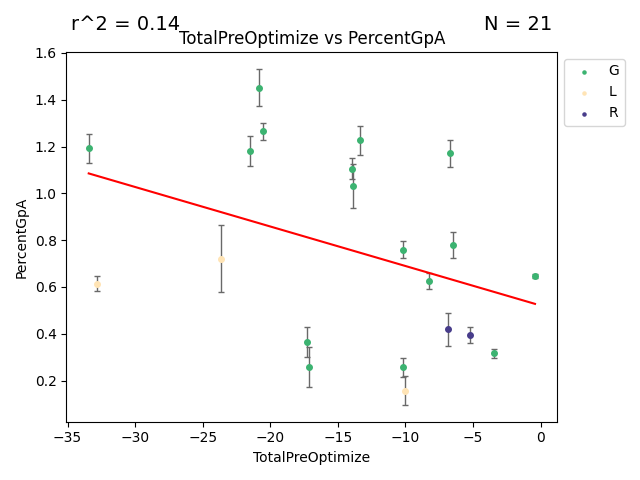 r^2 = 0.14
N = 21
TotalPreOptimize vs PercentGpA
1.6
1.4
1.2
1.0
0.8
0.6
0.4
0.2
PercentGpA
−35
−30
−25
−20
−15
−10
−5
0
TotalPreOptimize
G
L
R